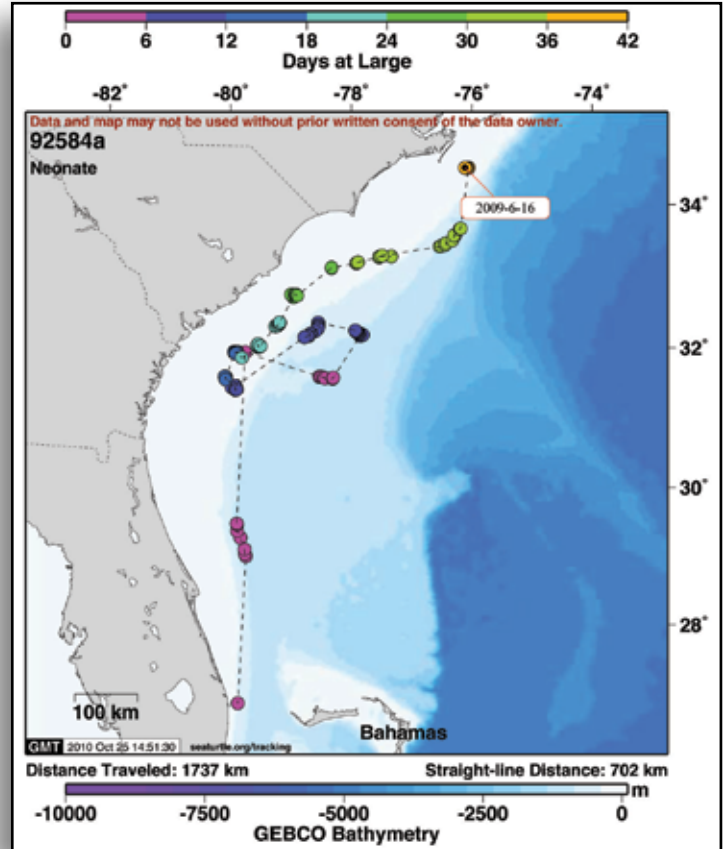 0 6 12 18 24 30 36 42
Days at Large
-82° -80° -78° -76° -74°
Data and map may not be used without prior written consent of the data owner.
92584a
Neonate
2009-6-16
34°
32°
30°
28°
100 km
Bahamas
GMT 2010 Oct 25 14:51:30 seaturtle.org/tracking
Distance Traveled: 1737 km Straight-line Distance: 702 km
m
-10000 -7500 -5000 -2500 0
GEBCO Bathymetry